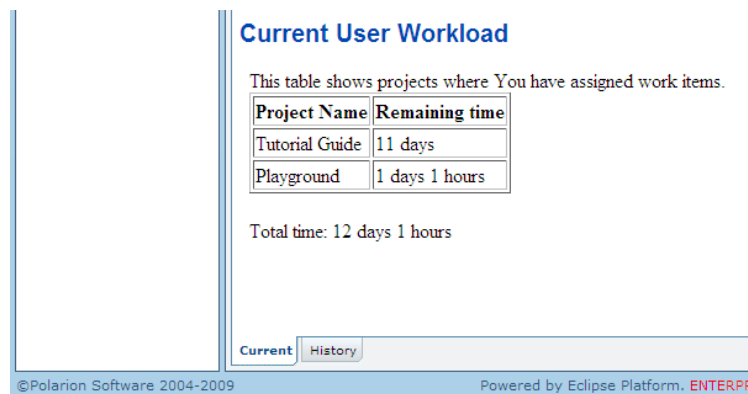 Current User Workload
This table shows projects where You have assigned work items.
Project Name Remaining time
Tutorial Guide 11 days
Playground 1 days 1 hours
Total time: 12 days 1 hours
Current History
©Polarion Software 2004-2009 Powered by Eclipse Platform. ENTERPR